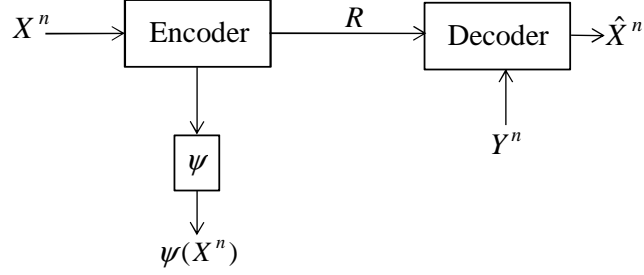 X^n
Encoder
R
Decoder
X̂^n
ψ
Y^n
ψ(X^n)